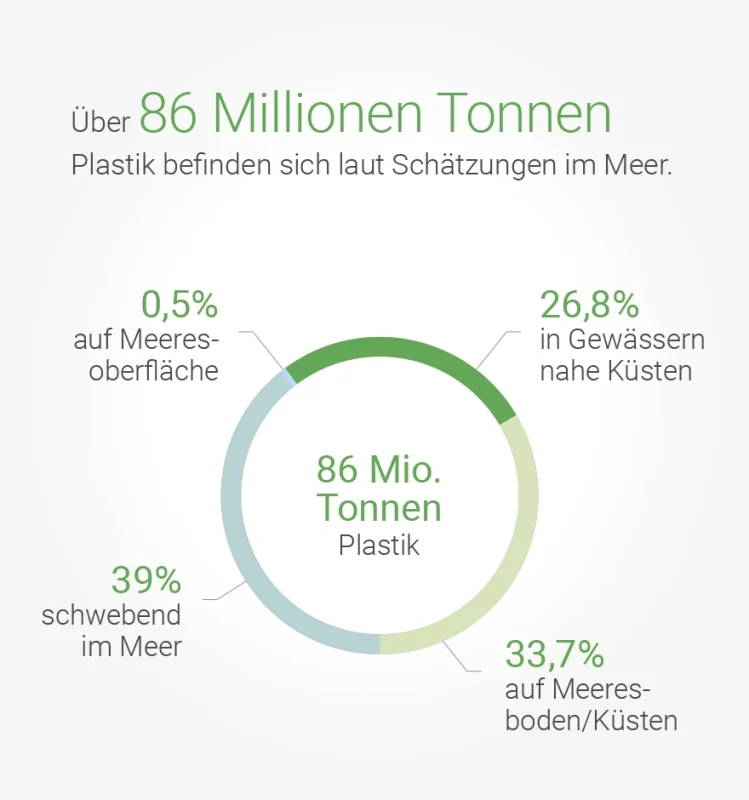 Über 86 Millionen Tonnen
Plastik befinden sich laut Schätzungen im Meer.
0,5%
auf Meeres-
oberfläche
26,8%
in Gewässern
nahe Küsten
86 Mio.
Tonnen
Plastik
39%
schwebend
im Meer
33,7%
auf Meeres-
boden/Küsten